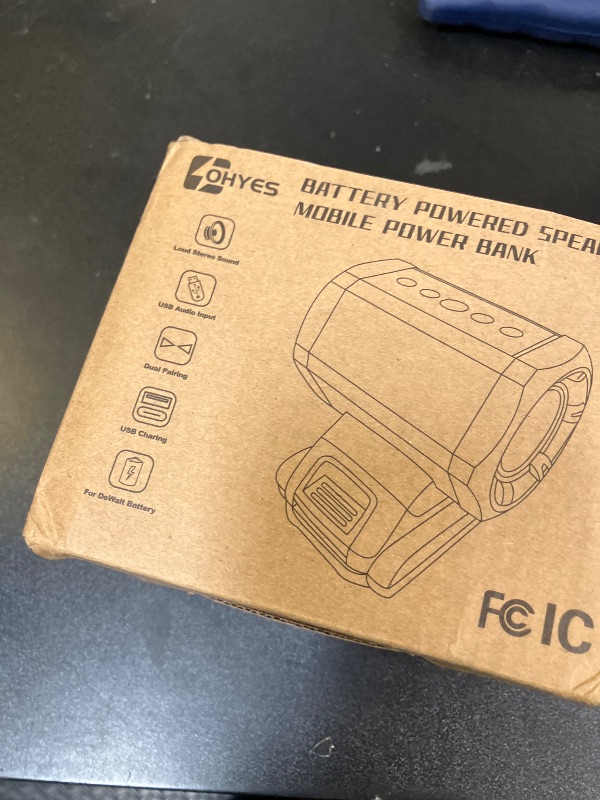 OHYES
BATTERY POWERED SPEA
MOBILE POWER BANK
Loud Stereo Sound
USB Audio Input
Dual Pairing
USB Charing
For DeWalt Battery
FC IC